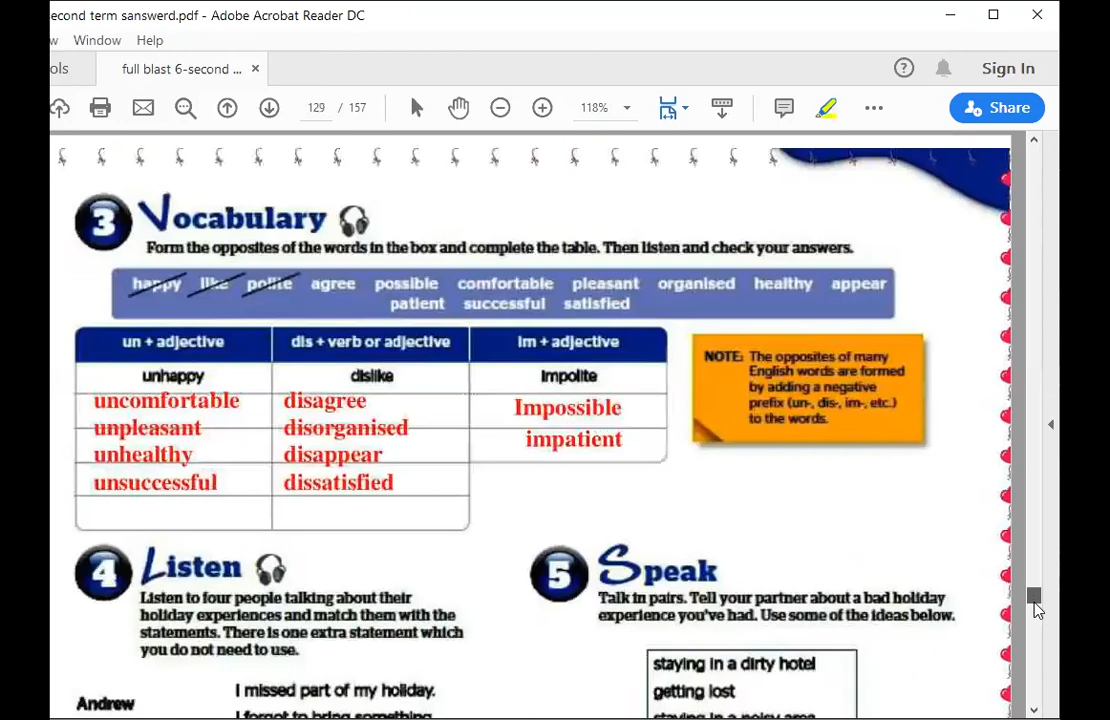 econd term sanswerd.pdf - Adobe Acrobat Reader DC
w Window Help
ols full blast 6-second ... × Sign In
129 / 157 118% Share
3 Vocabulary
Form the opposites of the words in the box and complete the table. Then listen and check your answers.
happy like polite agree possible comfortable pleasant organised healthy appear
patient successful satisfied
un + adjective dis + verb or adjective im + adjective
unhappy dislike impolite
uncomfortable disagree Impossible
unpleasant disorganised impatient
unhealthy disappear
unsuccessful dissatisfied
NOTE: The opposites of many
English words are formed
by adding a negative
prefix (un-, dis-, im-, etc.)
to the words.
4 Listen
Listen to four people talking about their
holiday experiences and match them with the
statements. There is one extra statement which
you do not need to use.
I missed part of my holiday.
Andrew
I forgot to bring something
5 Speak
Talk in pairs. Tell your partner about a bad holiday
experience you've had. Use some of the ideas below.
staying in a dirty hotel
getting lost
staying in a noisy area